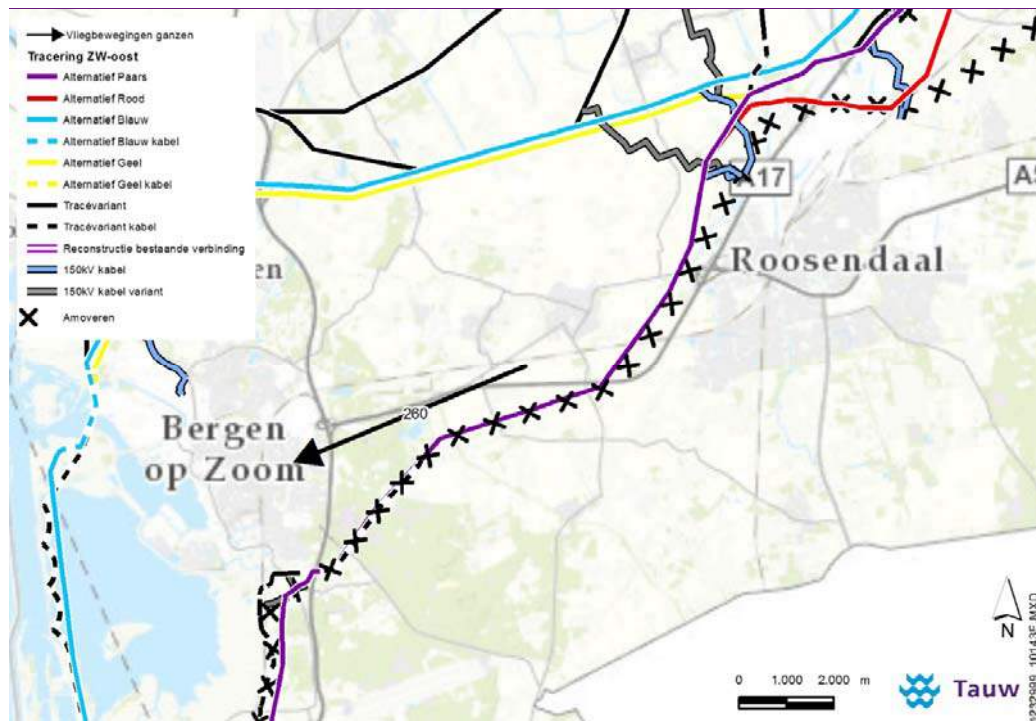 Vliegbewegingen ganzen
Tracering ZW-oost
Alternatief Paars
Alternatief Rood
Alternatief Blauw
Alternatief Blauw kabel
Alternatief Geel
Alternatief Geel kabel
Tracévariant
Tracévariant kabel
Reconstructie bestaande verbinding
150kV kabel
150kV kabel variant
Amoveren
A17
Roosendaal
260
Bergen
op Zoom
N
0 1.000 2.000 m
Tauw